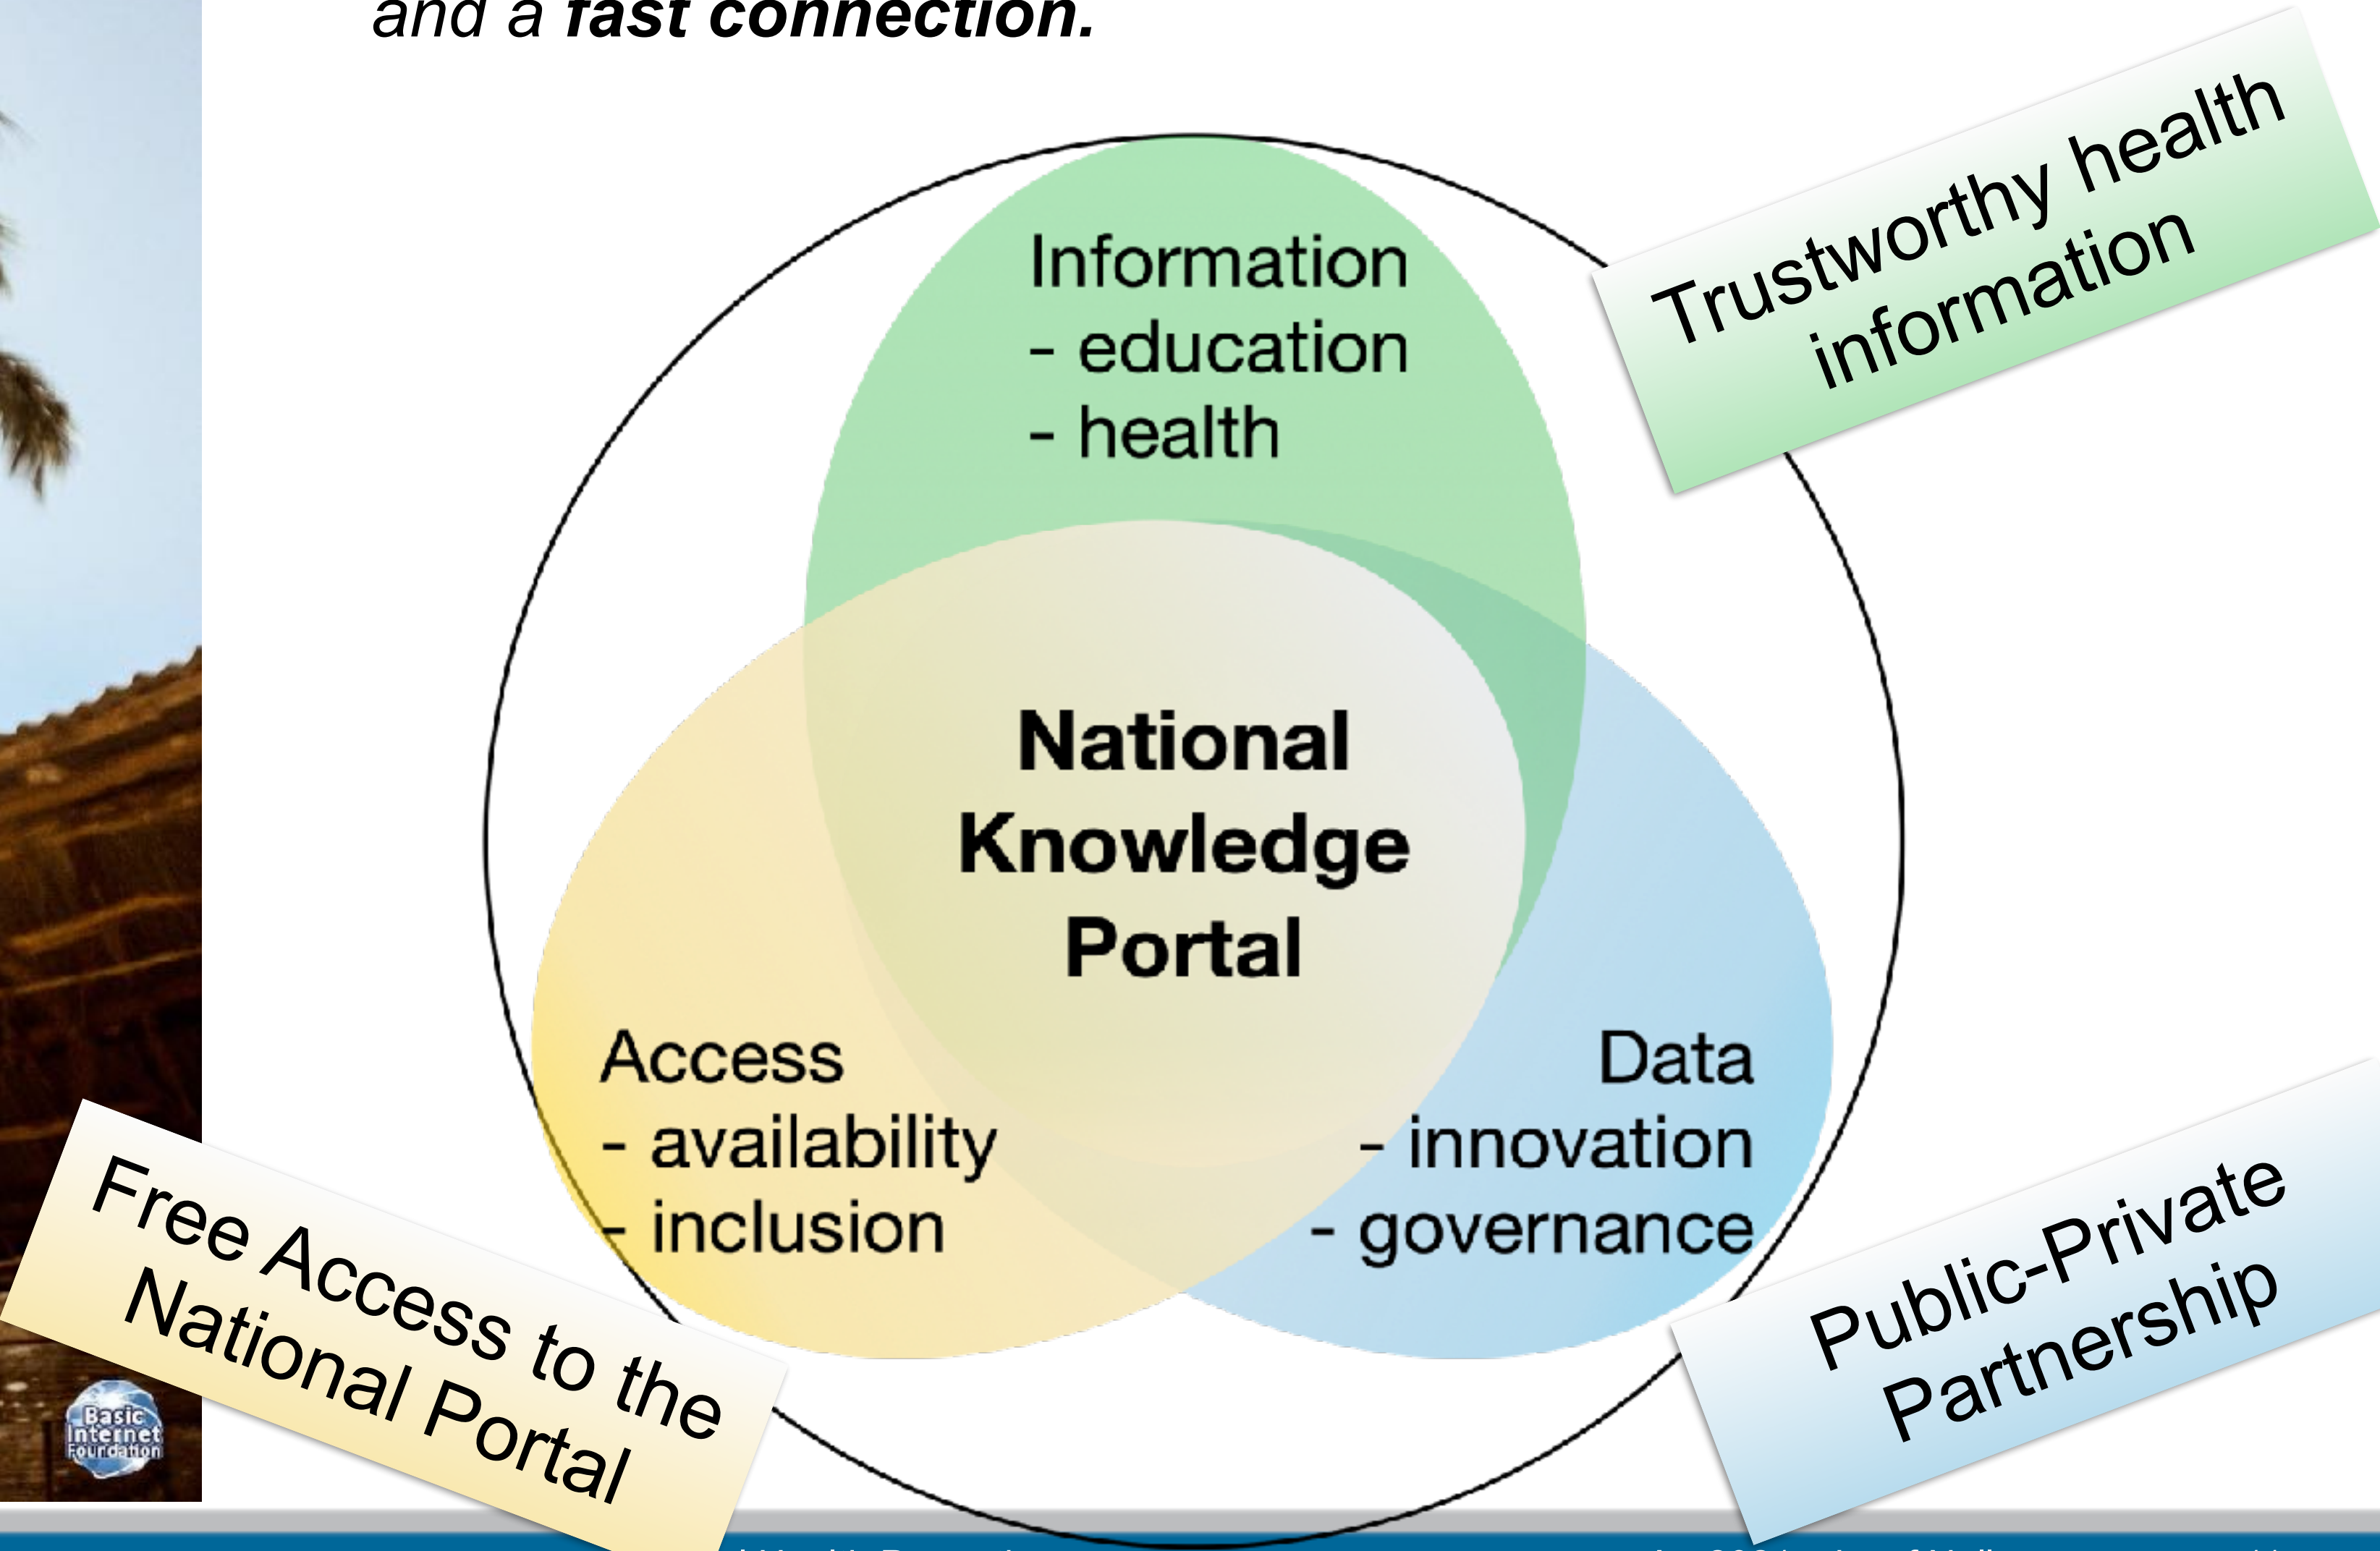 and a fast connection.
Trustworthy health
information
Information
- education
- health
National
Knowledge
Portal
Access
- availability
- inclusion
Data
- innovation
- governance
Free Access to the
National Portal
Public-Private
Partnership
Basic
Internet
Foundation